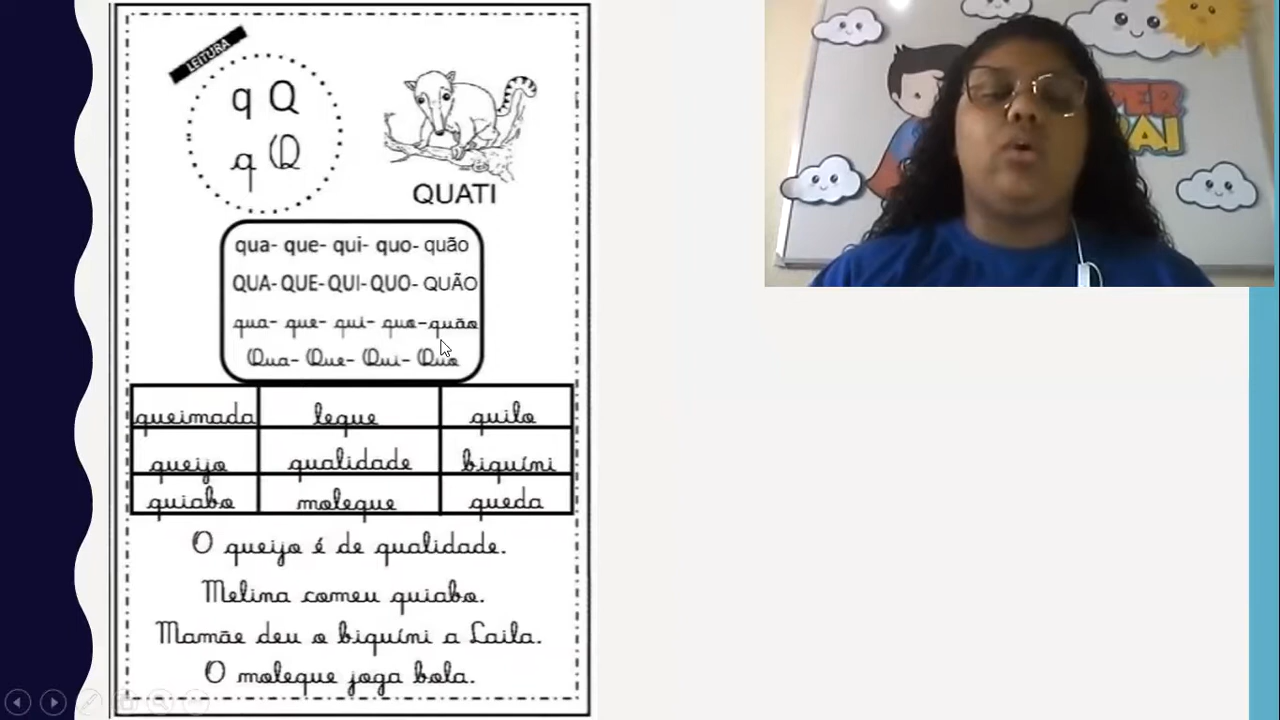 LEITURA
q Q
q Q
QUATI
qua- que- qui- quo- quão
QUA- QUE- QUI- QUO- QUÃO
qua- que- qui- quo-quão
Qua- Que- Qui- Quo
queimada leque quilo
queijo qualidade biquíni
quiabo moleque queda
O queijo é de qualidade.
Melina comeu quiabo.
Mamãe deu o biquíni a Laila.
O moleque joga bola.